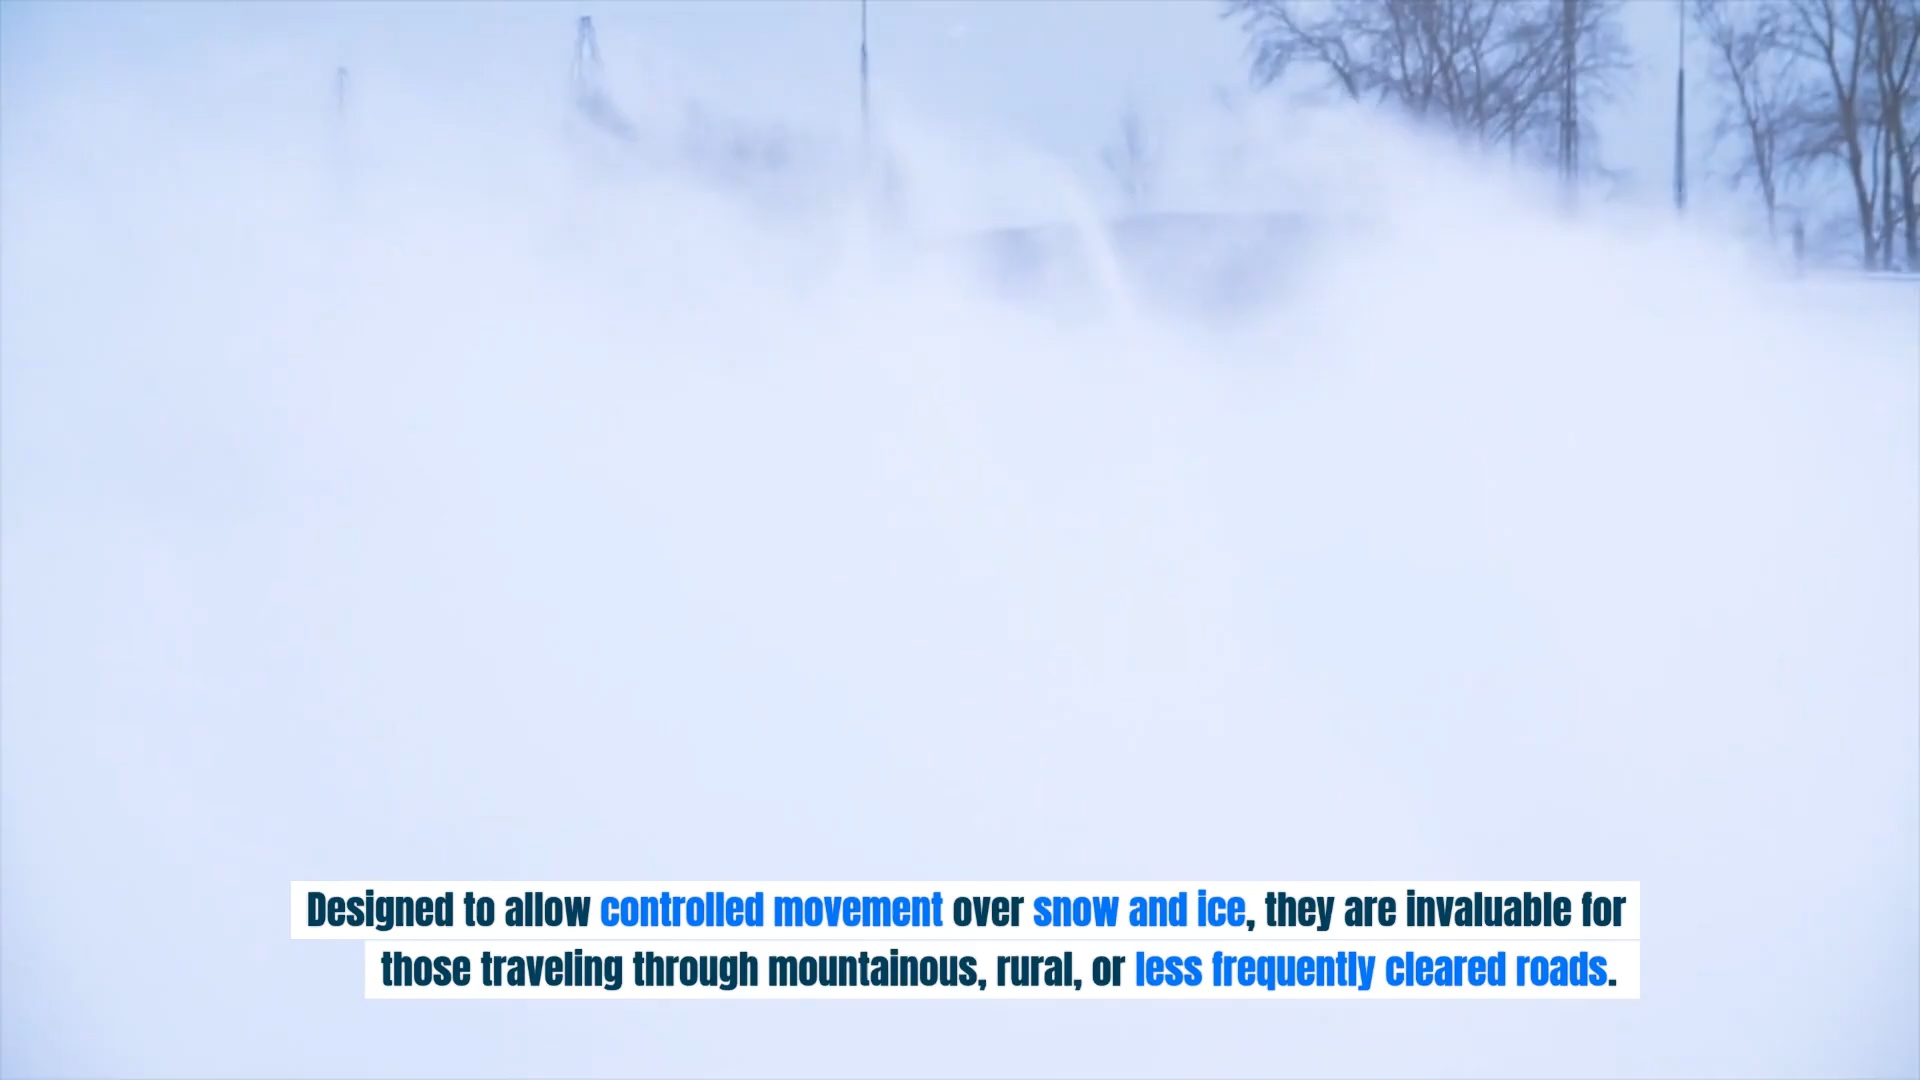 Designed to allow controlled movement over snow and ice, they are invaluable for
those traveling through mountainous, rural, or less frequently cleared roads.